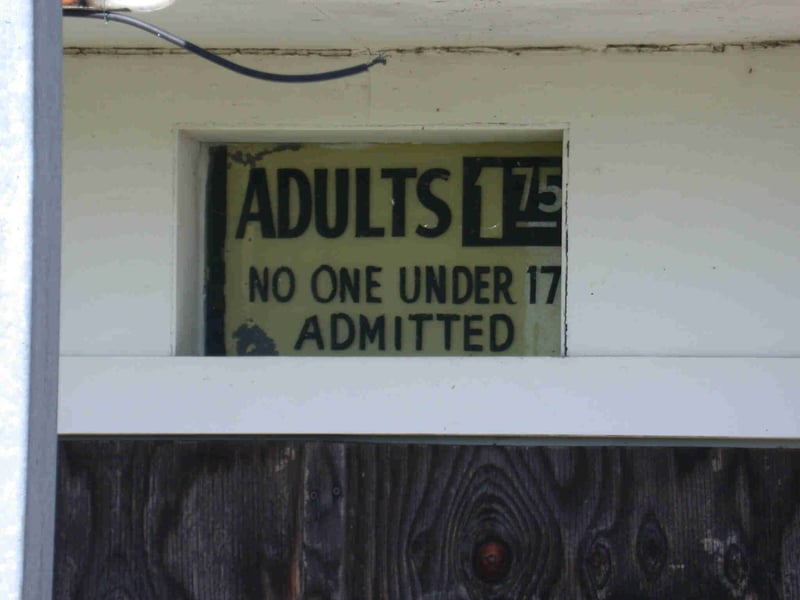 ADULTS 1 75
NO ONE UNDER 17
ADMITTED